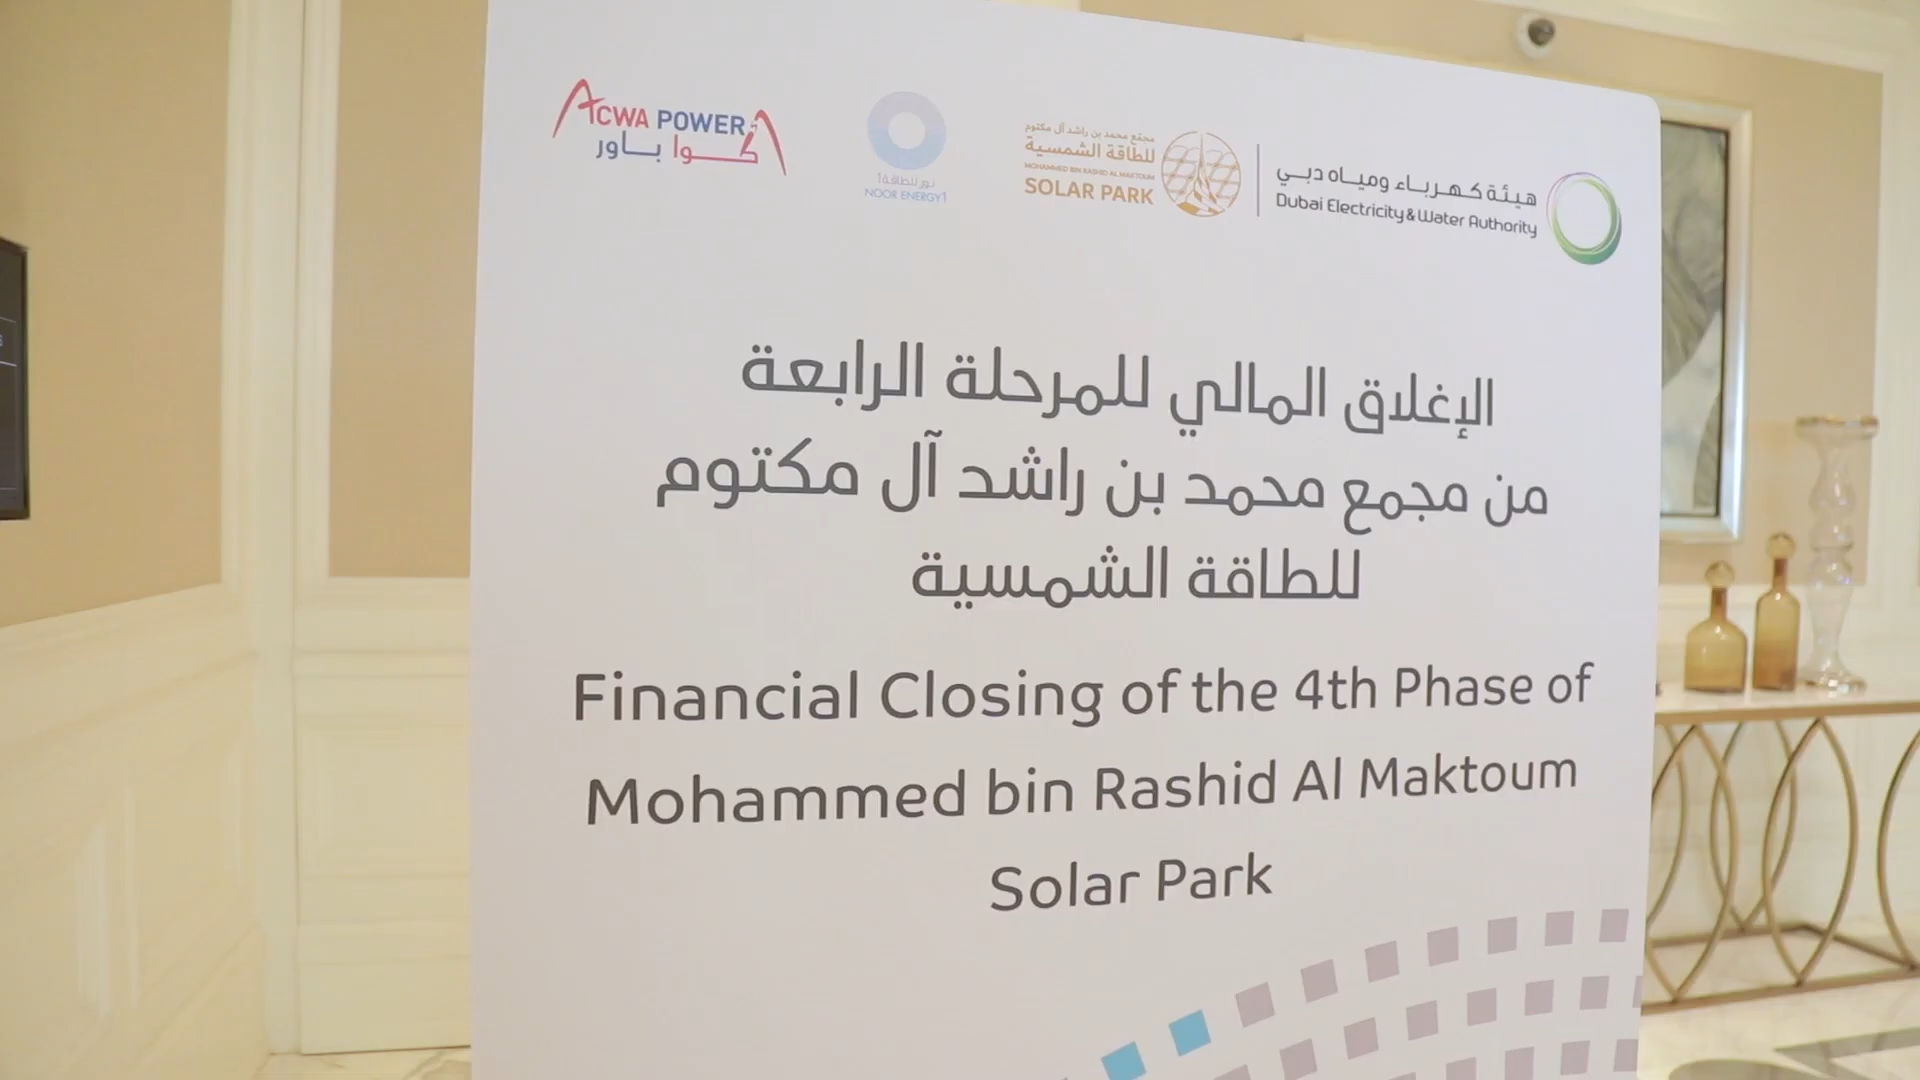 ACWA POWER
أكوا باور
نور للطاقة 1
NOOR ENERGY 1
مجمع محمد بن راشد آل مكتوم
للطاقة الشمسية
MOHAMMED BIN RASHID AL MAKTOUM
SOLAR PARK
هيئة كهرباء ومياه دبي
Dubai Electricity & Water Authority
الإغلاق المالي للمرحلة الرابعة
من مجمع محمد بن راشد آل مكتوم
للطاقة الشمسية
Financial Closing of the 4th Phase of
Mohammed bin Rashid Al Maktoum
Solar Park